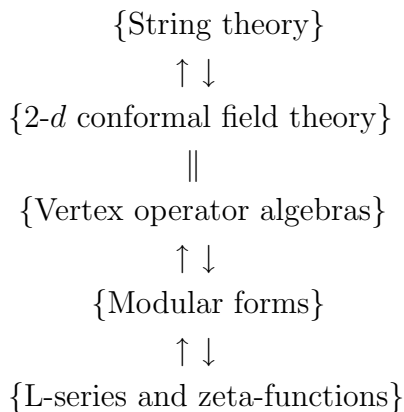 {String theory}
↑ ↓
{2-d conformal field theory}
||
{Vertex operator algebras}
↑ ↓
{Modular forms}
↑ ↓
{L-series and zeta-functions}